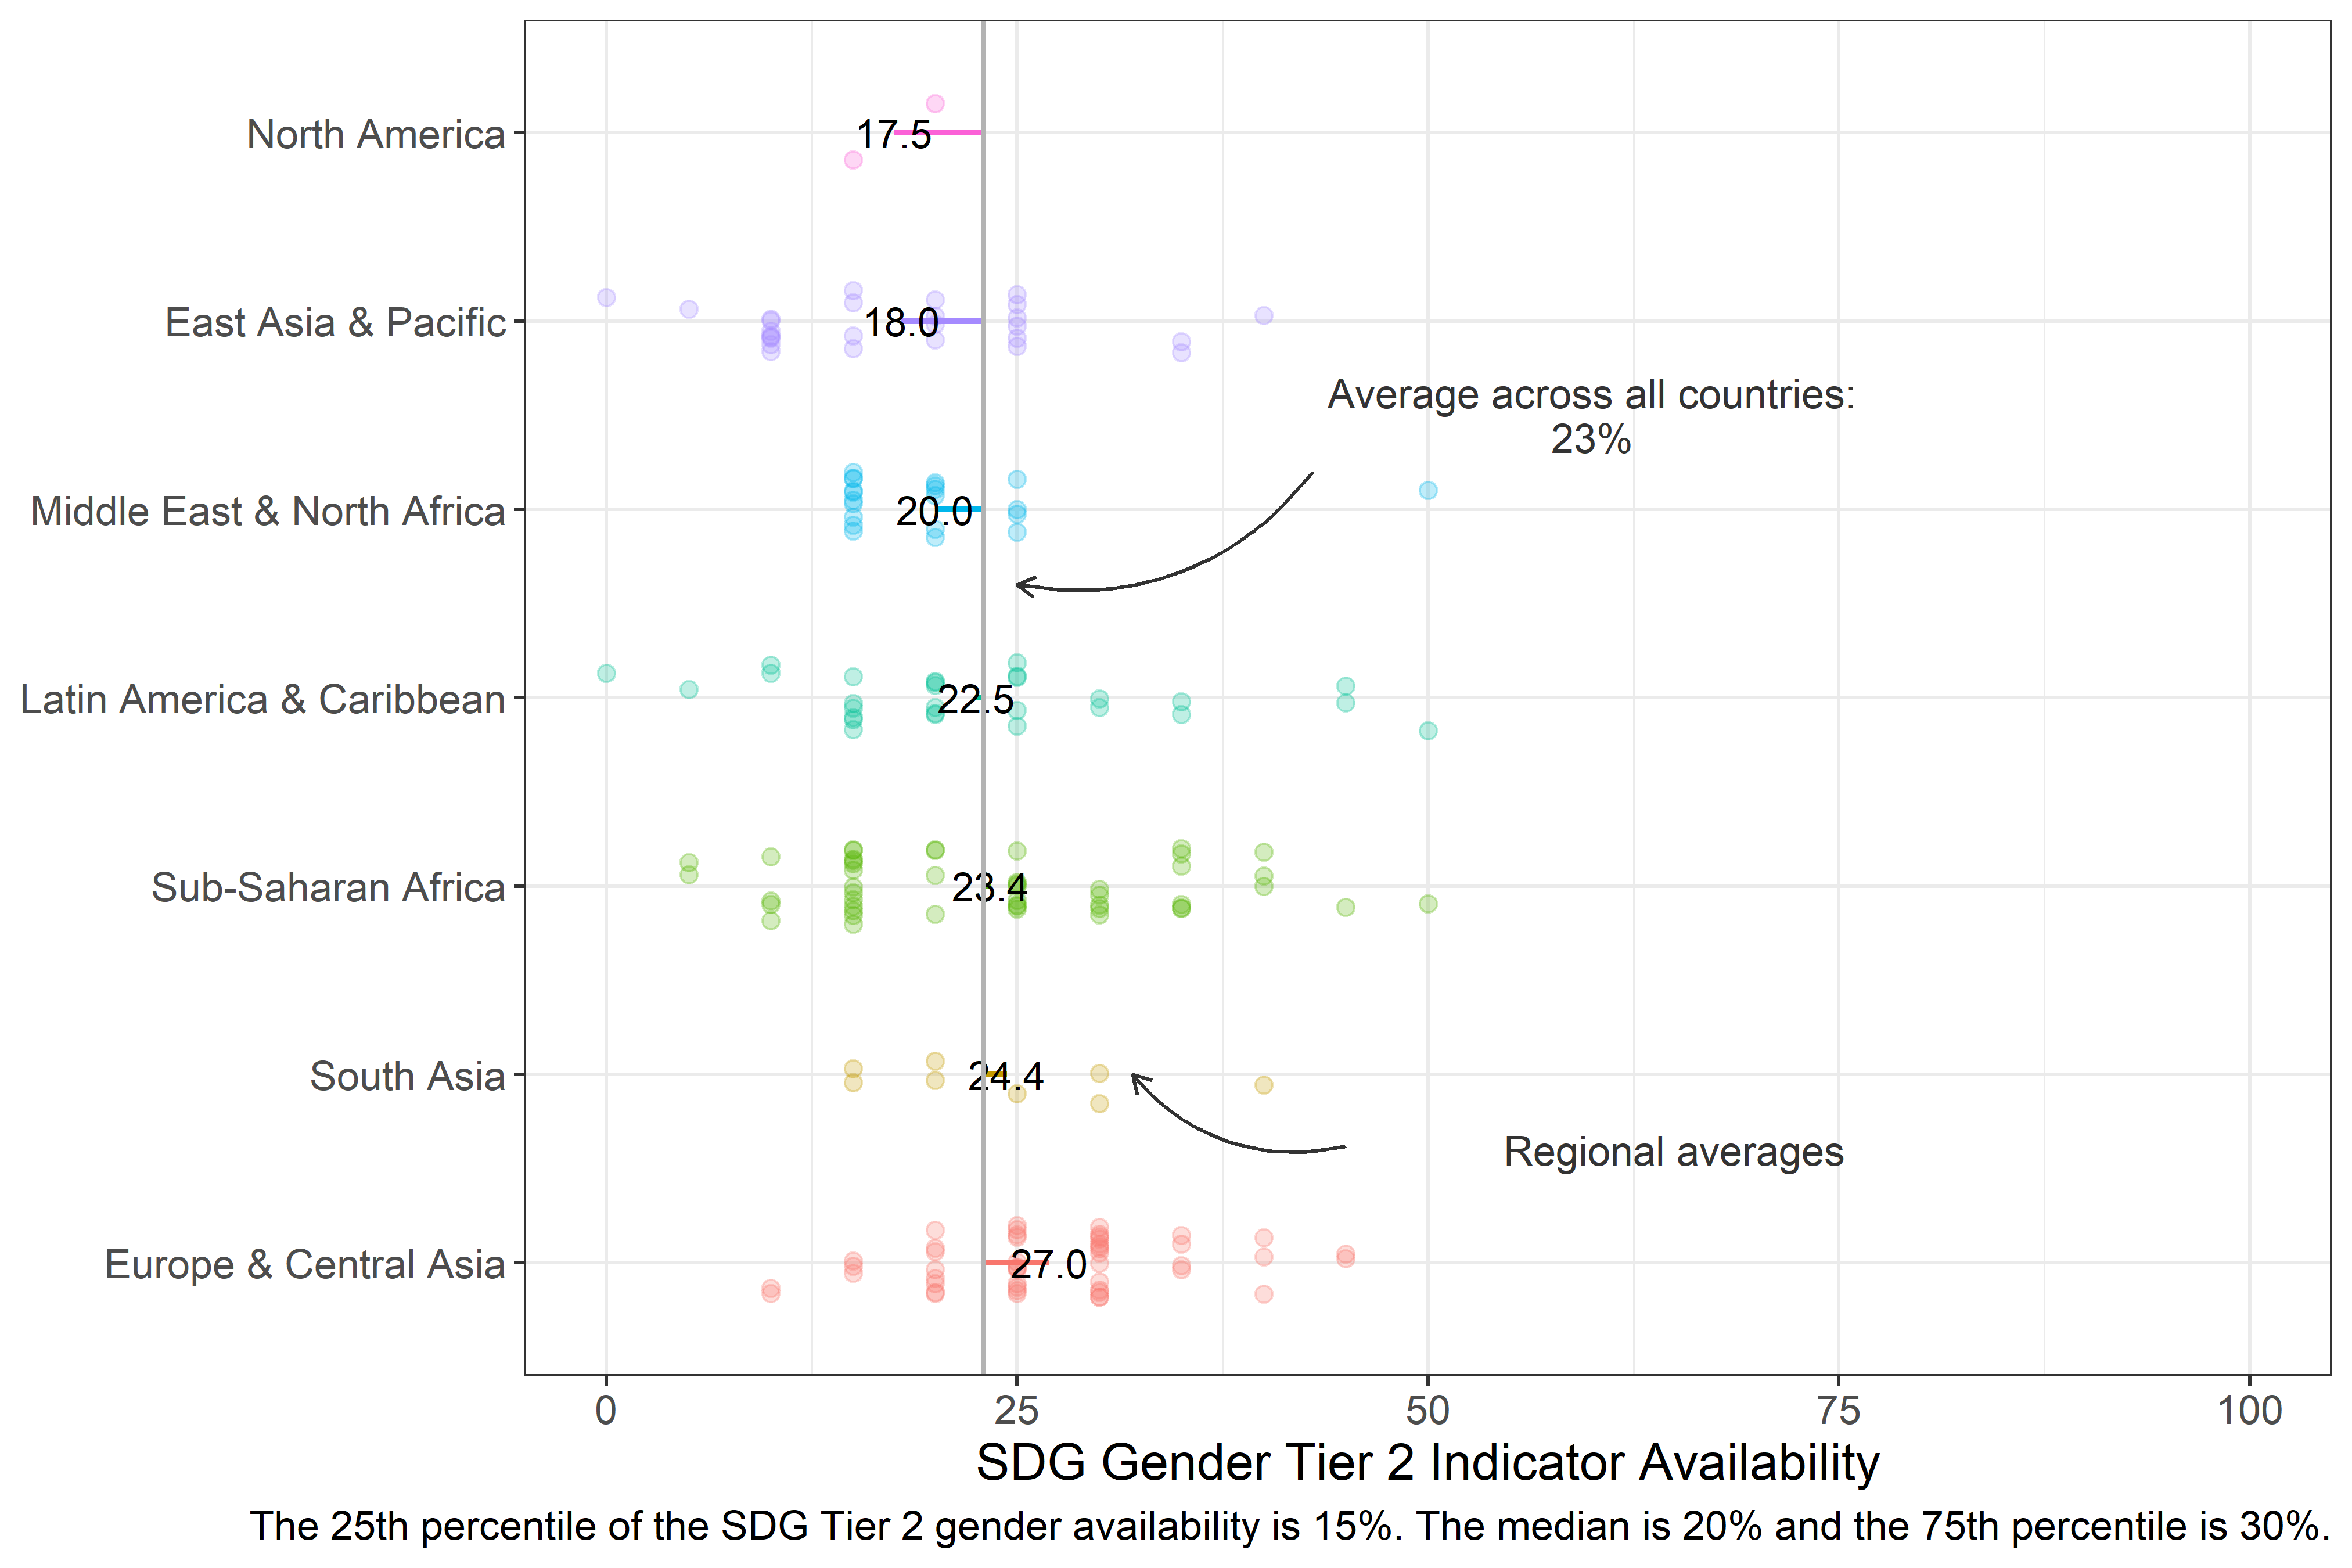 North America
17.5
East Asia & Pacific
18.0
Average across all countries:
23%
Middle East & North Africa
20.0
Latin America & Caribbean
22.5
Sub-Saharan Africa
23.4
South Asia
24.4
Regional averages
Europe & Central Asia
27.0
0 25 50 75 100
SDG Gender Tier 2 Indicator Availability
The 25th percentile of the SDG Tier 2 gender availability is 15%. The median is 20% and the 75th percentile is 30%.